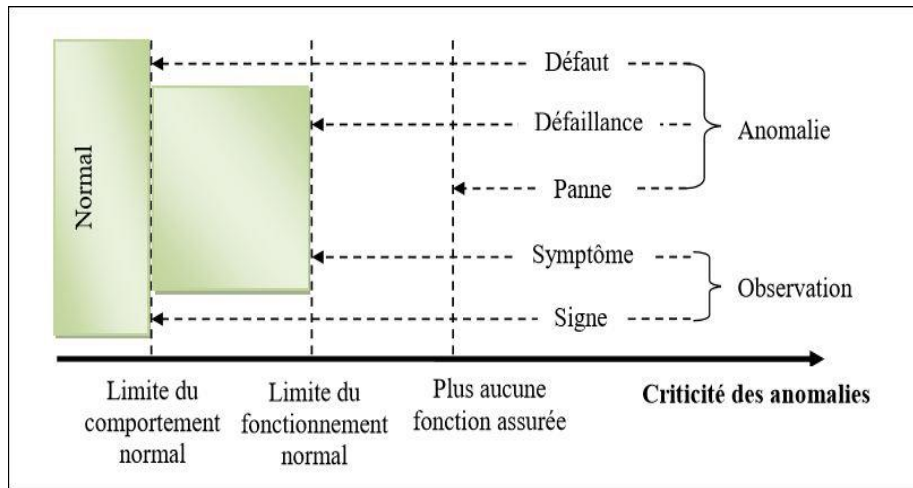 Normal
Défaut
Défaillance
Panne
Anomalie
Symptôme
Signe
Observation
Limite du
comportement
normal
Limite du
fonctionnement
normal
Plus aucune
fonction assurée
Criticité des anomalies